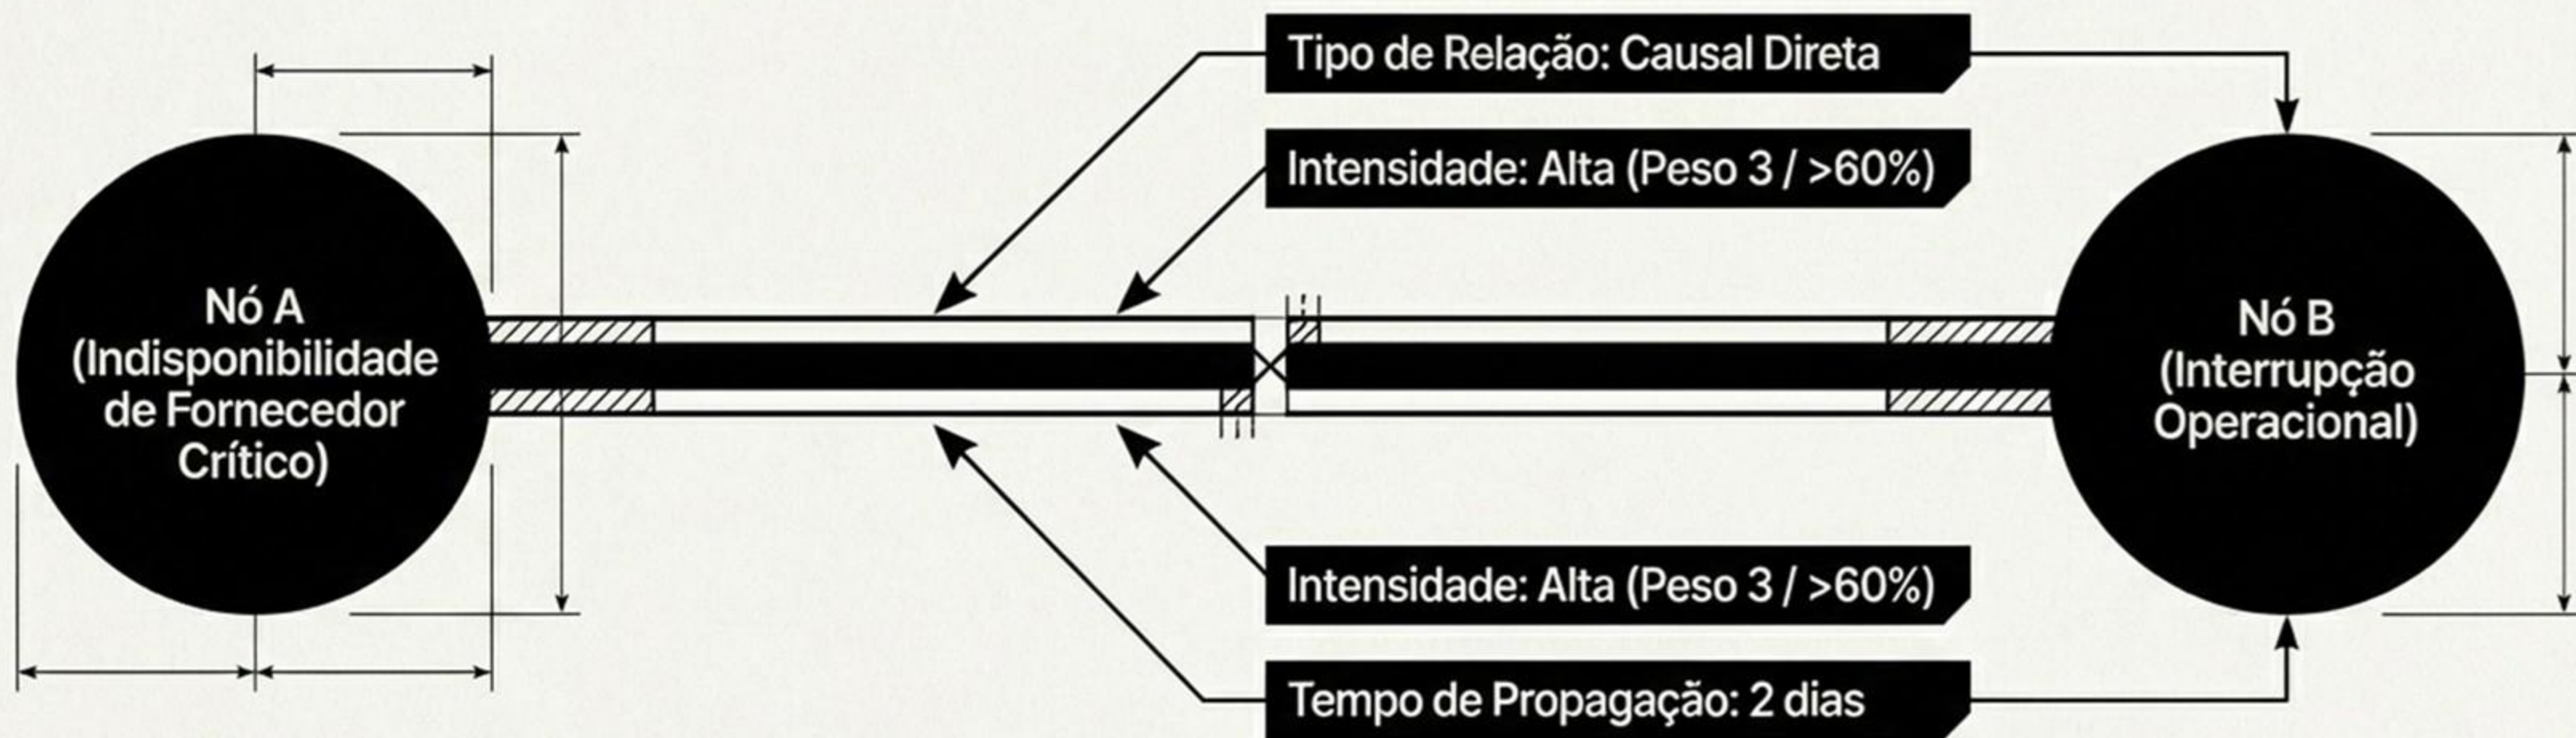 Tipo de Relação: Causal Direta
Intensidade: Alta (Peso 3 / >60%)
Nó A
(Indisponibilidade
de Fornecedor
Crítico)
Nó B
(Interrupção
Operacional)
Intensidade: Alta (Peso 3 / >60%)
Tempo de Propagação: 2 dias